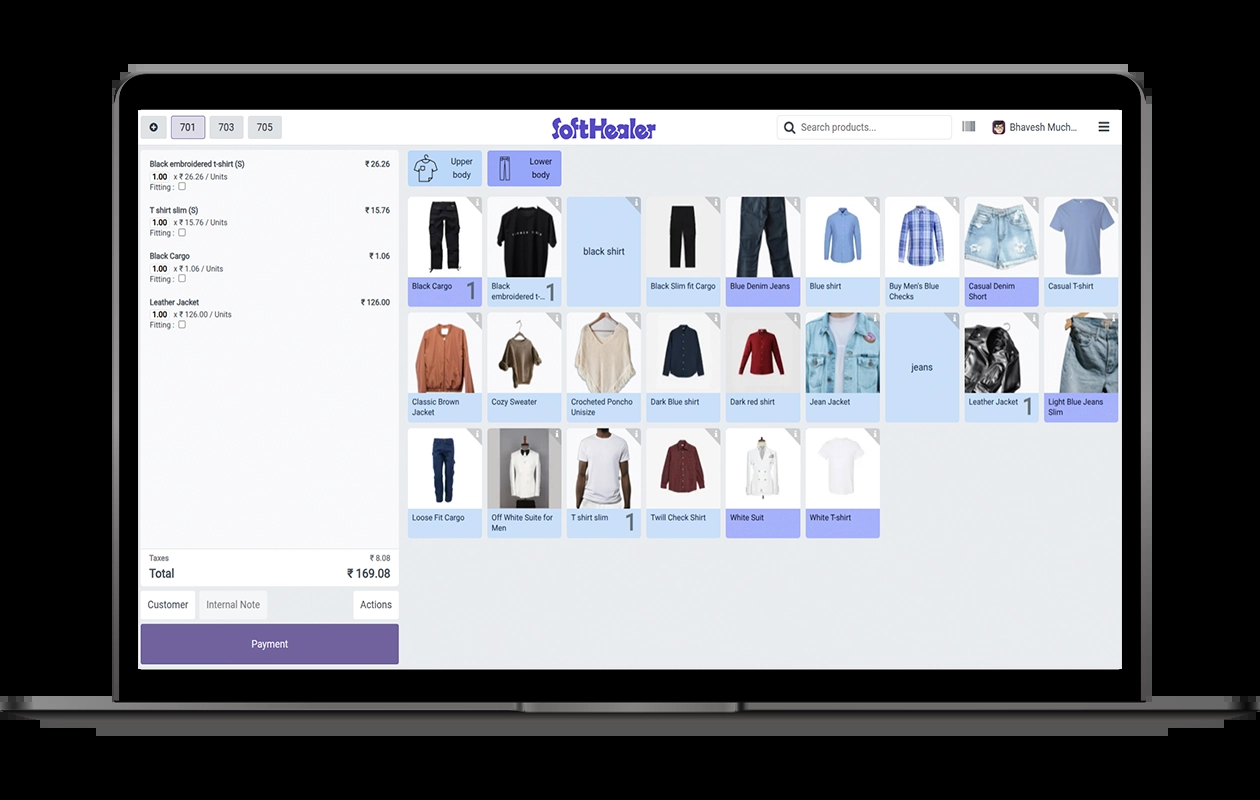 701
703
705
SoftHealer
Search products...
Bhavesh Much...
Black embroidered t-shirt (S)
₹ 26.26
1.00 x ₹ 26.26 / Units
Fitting :
T shirt slim (S)
₹ 15.76
1.00 x ₹ 15.76 / Units
Fitting :
Black Cargo
₹ 1.06
1.00 x ₹ 1.06 / Units
Fitting :
Leather Jacket
₹ 126.00
1.00 x ₹ 126.00 / Units
Fitting :
Taxes
₹ 8.08
Total
₹ 169.08
Customer
Internal Note
Actions
Payment
Upper
body
Lower
body
Black Cargo
1
Black
embroidered t-...
1
black shirt
Black Slim fit Cargo
Blue Denim Jeans
Blue shirt
Buy Men's Blue
Checks
Casual Denim
Short
Casual T-shirt
Classic Brown
Jacket
Cozy Sweater
Crocheted Poncho
Unisize
Dark Blue shirt
Dark red shirt
Jean Jacket
jeans
Leather Jacket
1
Light Blue Jeans
Slim
Loose Fit Cargo
Off White Suite for
Men
T shirt slim
1
Twill Check Shirt
White Suit
White T-shirt